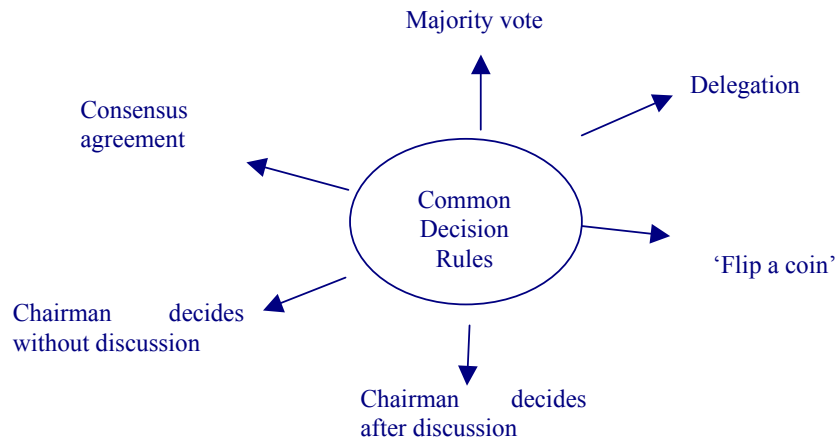 Majority vote
Delegation
Consensus
agreement
Common
Decision
Rules
‘Flip a coin’
Chairman decides
without discussion
Chairman decides
after discussion